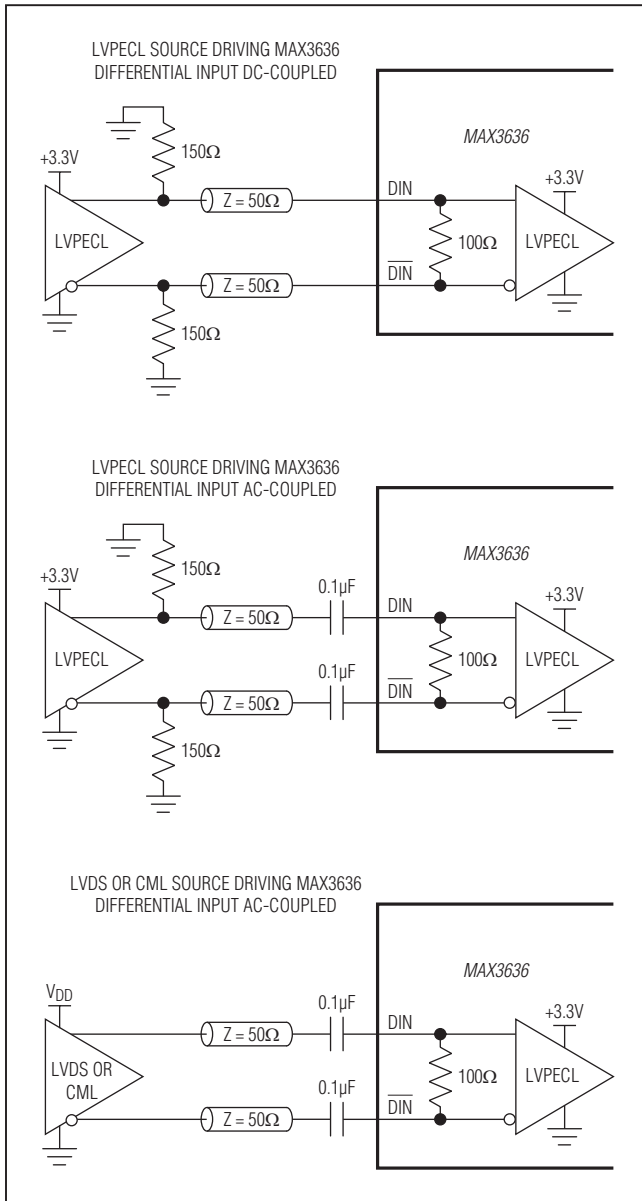 LVPECL SOURCE DRIVING MAX3636
DIFFERENTIAL INPUT DC-COUPLED
MAX3636
+3.3V
150Ω
DIN
+3.3V
Z = 50Ω
LVPECL
100Ω
LVPECL
Z = 50Ω
DIN
150Ω
LVPECL SOURCE DRIVING MAX3636
DIFFERENTIAL INPUT AC-COUPLED
MAX3636
+3.3V
150Ω
0.1µF
DIN
+3.3V
Z = 50Ω
LVPECL
0.1µF
100Ω
LVPECL
Z = 50Ω
DIN
150Ω
LVDS OR CML SOURCE DRIVING MAX3636
DIFFERENTIAL INPUT AC-COUPLED
MAX3636
VDD
0.1µF
DIN
+3.3V
Z = 50Ω
LVDS OR
CML
0.1µF
100Ω
LVPECL
Z = 50Ω
DIN